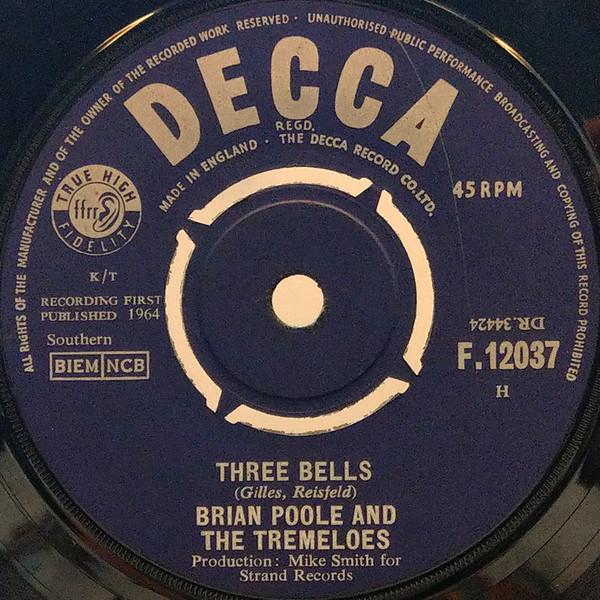 ALL RIGHTS OF THE MANUFACTURER AND OF THE OWNER OF THE RECORDED WORK RESERVED · UNAUTHORISED PUBLIC PERFORMANCE BROADCASTING AND COPYING OF THIS RECORD PROHIBITED
DECCA
REGD.
MADE IN ENGLAND · THE DECCA RECORD CO. LTD.
TRUE HIGH
ffrr
FIDELITY
45 RPM
K/T
RECORDING FIRST
PUBLISHED 1964
Southern
BIEM NCB
DR.34424
F.12037
H
THREE BELLS
(Gilles, Reisfeld)
BRIAN POOLE AND
THE TREMELOES
Production: Mike Smith for
Strand Records